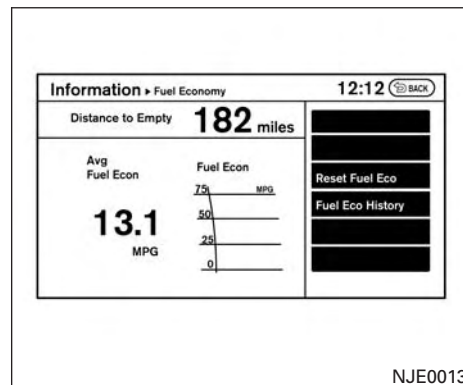 Information ▸ Fuel Economy
12:12 BACK
Distance to Empty 182 miles
Avg
Fuel Econ
13.1
MPG
Fuel Econ
75 MPG
50
25
0
Reset Fuel Eco
Fuel Eco History
NJE0013